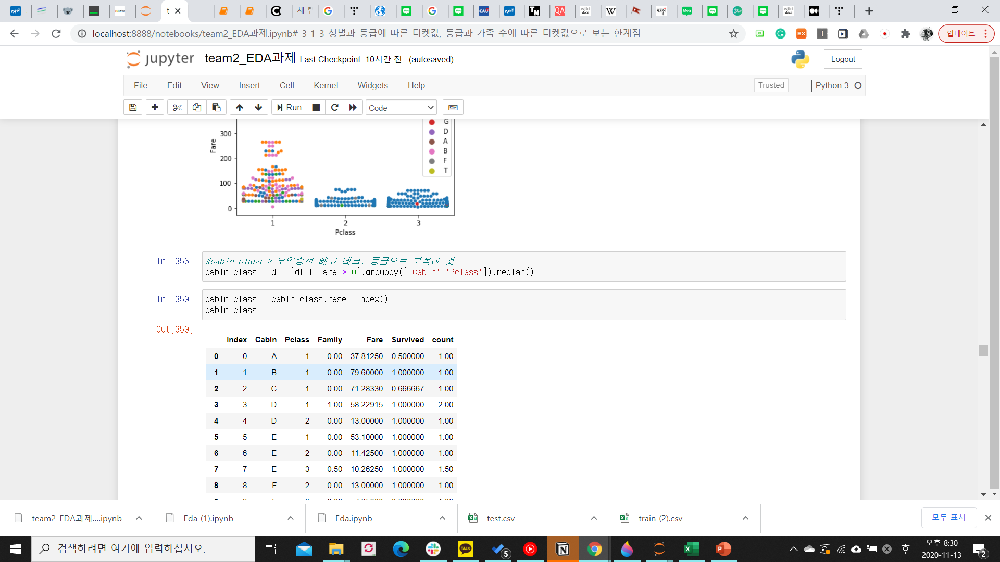 t
새 탭
localhost:8888/notebooks/team2_EDA과제.ipynb#-3-1-3-성별과-등급에-따른-티켓값,-등급과-가족-수에-따른-티켓값으로-보는-한계점-
업데이트
jupyter team2_EDA과제 Last Checkpoint: 10시간 전 (autosaved)
Logout
File Edit View Insert Cell Kernel Widgets Help
Trusted
Python 3
Run
Code
G
D
A
B
F
T
300
200
100
0
Fare
1 2 3
Pclass
In [356]:
#cabin_class-> 무임승선 빼고 데크, 등급으로 분석한 것
cabin_class = df_f[df_f.Fare > 0].groupby(['Cabin','Pclass']).median()
In [359]:
cabin_class = cabin_class.reset_index()
cabin_class
Out[359]:
index Cabin Pclass Family Fare Survived count
0 0 A 1 0.00 37.81250 0.500000 1.00
1 1 B 1 0.00 79.60000 1.000000 1.00
2 2 C 1 0.00 71.28330 0.666667 1.00
3 3 D 1 1.00 58.22915 1.000000 2.00
4 4 D 2 0.00 13.00000 1.000000 1.00
5 5 E 1 0.00 53.10000 1.000000 1.00
6 6 E 2 0.00 11.42500 1.000000 1.00
7 7 E 3 0.50 10.26250 1.000000 1.50
8 8 F 2 0.00 13.00000 1.000000 1.00
team2_EDA과제....ipynb
Eda (1).ipynb
Eda.ipynb
test.csv
train (2).csv
모두 표시
검색하려면 여기에 입력하십시오.
TALK
5
오후 8:30
2020-11-13
2